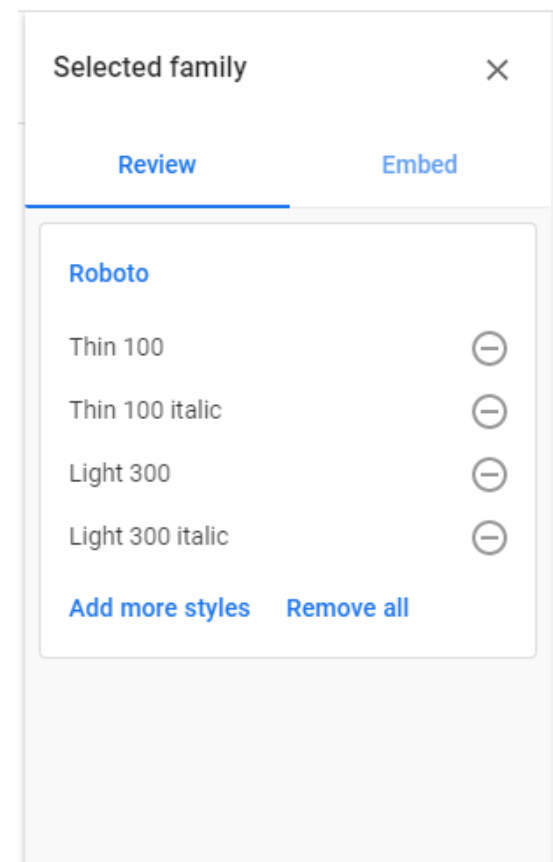 Selected family
Review Embed
Roboto
Thin 100
Thin 100 italic
Light 300
Light 300 italic
Add more styles Remove all